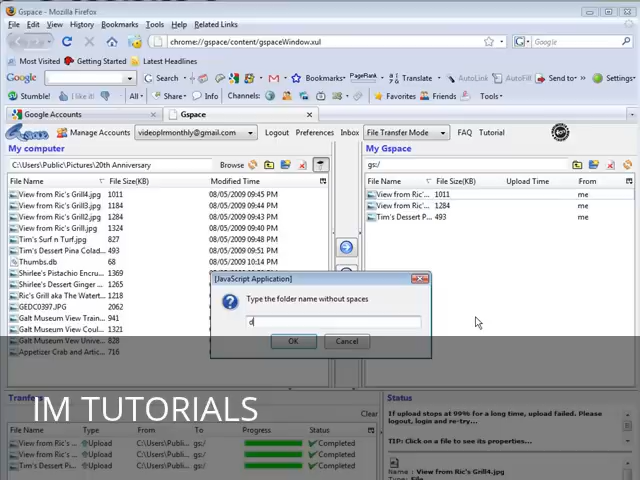 Gspace - Mozilla Firefox
File Edit View History Bookmarks Tools Help Related Links
chrome://gspace/content/gspaceWindow.xul Google
Most Visited Getting Started Latest Headlines
Google Search Bookmarks PageRank Translate AutoLink AutoFill Send to Settings
Stumble! I like it! All Share Info Channels: Favorites Friends Tools
Google Accounts Gspace
Manage Accounts videoplrmonthly@gmail.com Logout Preferences Inbox File Transfer Mode FAQ Tutorial
My computer My Gspace
C:\Users\Public\Pictures\20th Anniversary Browse gs:/
File Name File Size(KB) Modified Time File Name File Size(KB) Upload Time From
View from Ric's Grill4.jpg 1011 08/05/2009 09:45 PM View from Ric'... 1011 me
View from Ric's Grill3.jpg 1184 08/05/2009 09:44 PM View from Ric'... 1284 me
View from Ric's Grill2.jpg 1284 08/05/2009 09:43 PM Tim's Dessert P... 493 me
View from Ric's Grill.jpg 1324 08/05/2009 09:40 PM
Tim's Surf n Turf.jpg 827 08/05/2009 09:48 PM
Tim's Dessert Pina Colad... 493 08/05/2009 09:51 PM
Thumbs.db 68 08/05/2009 10:14 PM
Shirlee's Pistachio Encru... 1369
Shirlee's Dessert Ginger ... 1265
Ric's Grill aka The Watert... 1218
GEDC0397.JPG 2062
Galt Museum View Train... 941
Galt Museum View Coul... 1321
Galt Museum Vew Unive... 828
Appetizer Crab and Artic... 716
[JavaScript Application]
Type the folder name without spaces
d
OK Cancel
IM TUTORIALS
Tranfers Clear Status
File Name Type From To Progress Status
View from Ric's ... Upload C:\Users\Publi... gs:/ Completed
View from Ric's ... Upload C:\Users\Publi... gs:/ Completed
Tim's Dessert Pi... Upload C:\Users\Publi... gs:/ Completed
If upload stops at 99% for a long time, upload failed. Please
logout, login and re-try...
TIP: Click on a file to see its properties...
Name : View from Ric's Grill4.jpg
Type : File